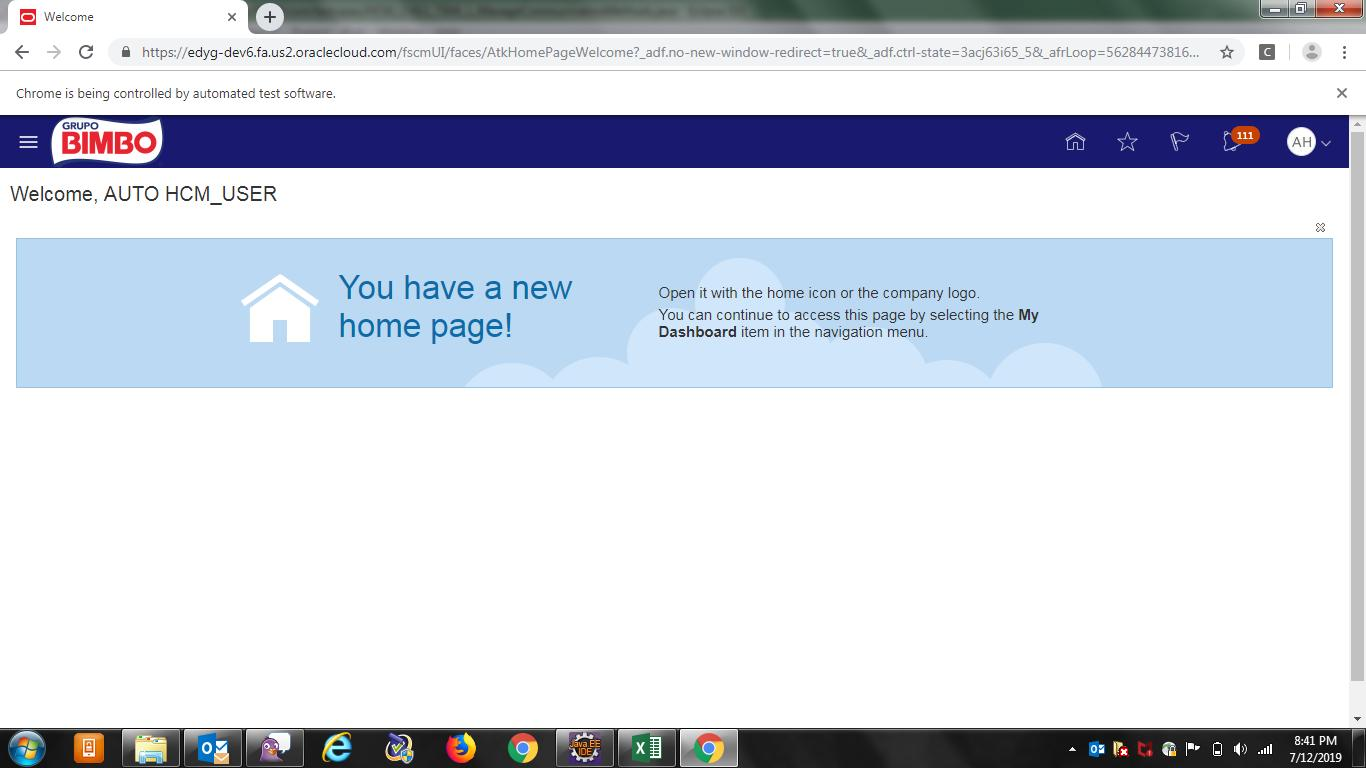 Welcome
https://edyg-dev6.fa.us2.oraclecloud.com/fscmUI/faces/AtkHomePageWelcome?_adf.no-new-window-redirect=true&_adf.ctrl-state=3acj63i65_5&_afrLoop=56284473816...
C
Chrome is being controlled by automated test software.
GRUPO
BIMBO
111
AH
Welcome, AUTO HCM_USER
You have a new
home page!
Open it with the home icon or the company logo.
You can continue to access this page by selecting the My
Dashboard item in the navigation menu.
Java EE
IDE
8:41 PM
7/12/2019